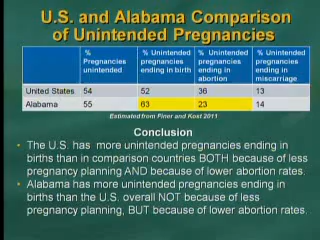 U.S. and Alabama Comparison
of Unintended Pregnancies
% Pregnancies unintended | % Unintended pregnancies ending in birth | % Unintended pregnancies ending in abortion | % Unintended pregnancies ending in miscarriage
United States 54 52 36 13
Alabama 55 63 23 14
Estimated from Finer and Kost 2011
Conclusion
• The U.S. has more unintended pregnancies ending in
births than in comparison countries BOTH because of less
pregnancy planning AND because of lower abortion rates.
• Alabama has more unintended pregnancies ending in
births than the U.S. overall NOT because of less
pregnancy planning, BUT because of lower abortion rates.